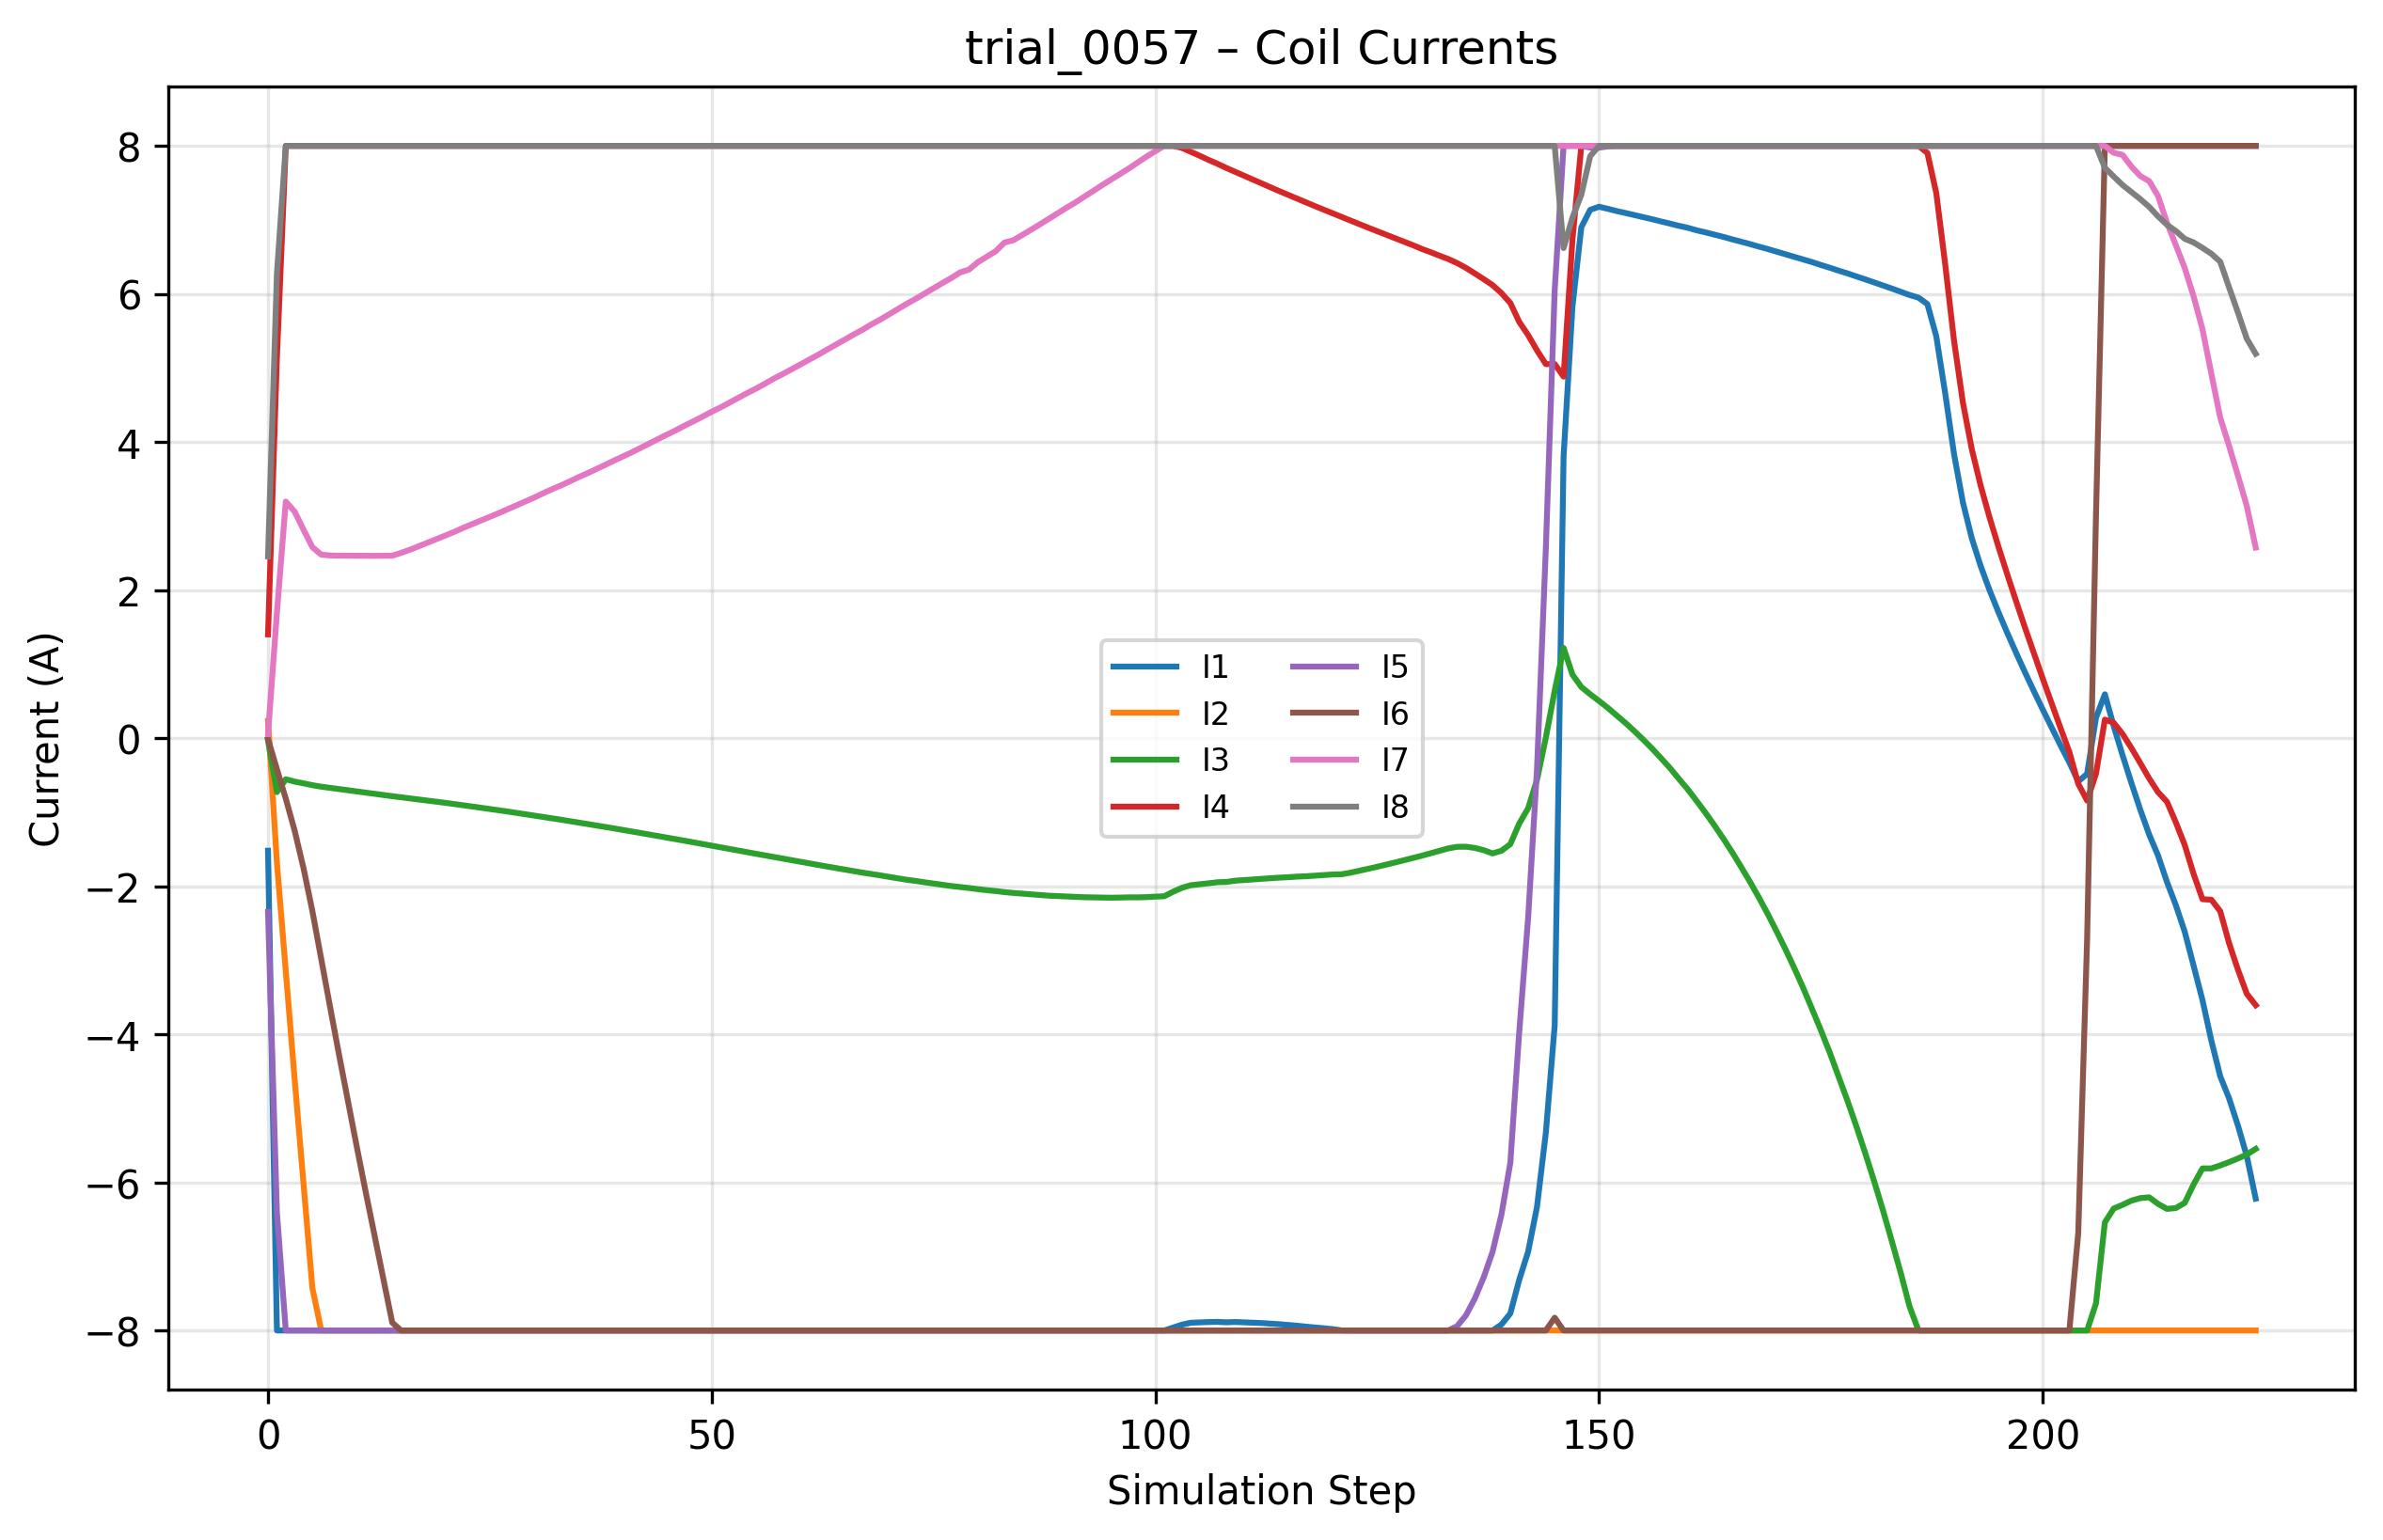 trial_0057 – Coil Currents
Current (A)
8
6
4
2
0
−2
−4
−6
−8
I1
I2
I3
I4
I5
I6
I7
I8
0
50
100
150
200
Simulation Step